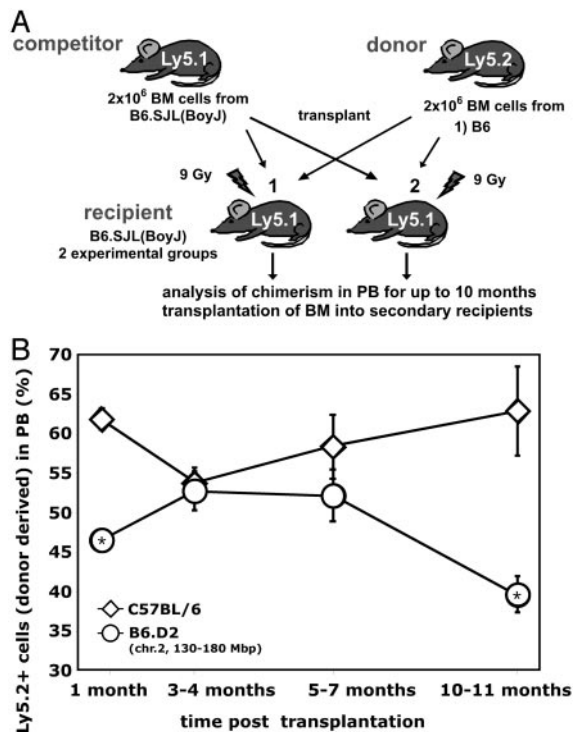 A
competitor
donor
Ly5.1
Ly5.2
2x10⁶ BM cells from
B6.SJL(BoyJ)
transplant
2x10⁶ BM cells from
1) B6
9 Gy
1
2
9 Gy
recipient
Ly5.1
Ly5.1
B6.SJL(BoyJ)
2 experimental groups
analysis of chimerism in PB for up to 10 months
transplantation of BM into secondary recipients
B
Ly5.2+ cells (donor derived) in PB (%)
70
65
60
55
50
45
40
35
30
*
*
C57BL/6
B6.D2
(chr.2, 130-180 Mbp)
1 month
3-4 months
5-7 months
10-11 months
time post transplantation